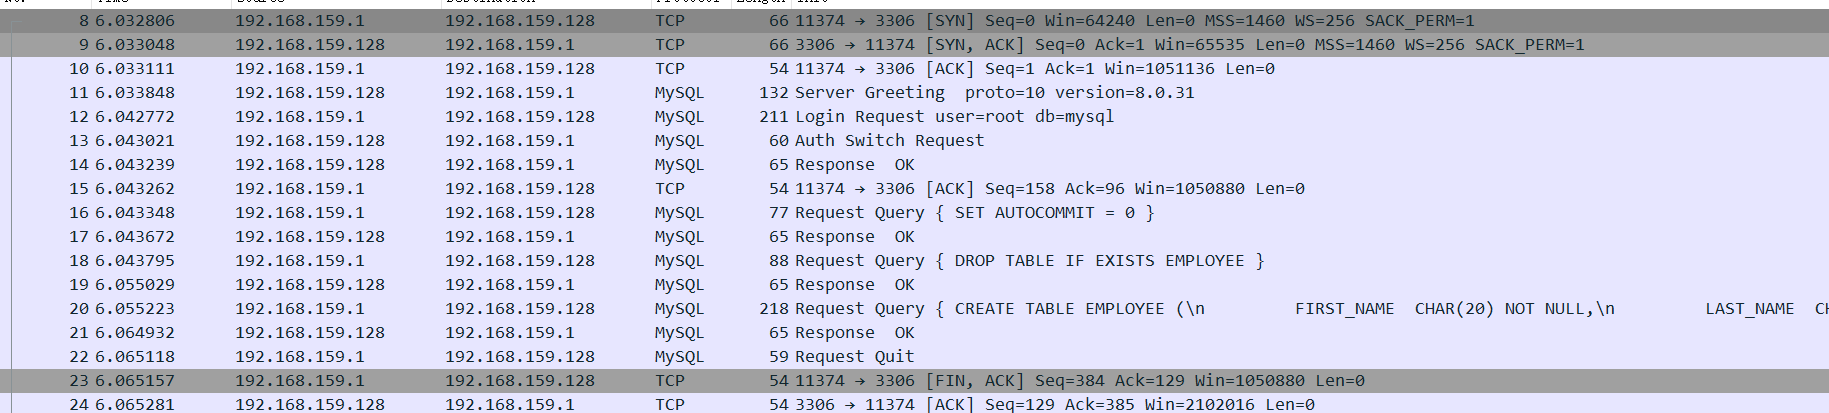 8 6.032806 192.168.159.1 192.168.159.128 TCP 66 11374 → 3306 [SYN] Seq=0 Win=64240 Len=0 MSS=1460 WS=256 SACK_PERM=1
9 6.033048 192.168.159.128 192.168.159.1 TCP 66 3306 → 11374 [SYN, ACK] Seq=0 Ack=1 Win=65535 Len=0 MSS=1460 WS=256 SACK_PERM=1
10 6.033111 192.168.159.1 192.168.159.128 TCP 54 11374 → 3306 [ACK] Seq=1 Ack=1 Win=1051136 Len=0
11 6.033848 192.168.159.128 192.168.159.1 MySQL 132 Server Greeting  proto=10 version=8.0.31
12 6.042772 192.168.159.1 192.168.159.128 MySQL 211 Login Request user=root db=mysql
13 6.043021 192.168.159.128 192.168.159.1 MySQL 60 Auth Switch Request
14 6.043239 192.168.159.128 192.168.159.1 MySQL 65 Response  OK
15 6.043262 192.168.159.1 192.168.159.128 TCP 54 11374 → 3306 [ACK] Seq=158 Ack=96 Win=1050880 Len=0
16 6.043348 192.168.159.1 192.168.159.128 MySQL 77 Request Query { SET AUTOCOMMIT = 0 }
17 6.043672 192.168.159.128 192.168.159.1 MySQL 65 Response  OK
18 6.043795 192.168.159.1 192.168.159.128 MySQL 88 Request Query { DROP TABLE IF EXISTS EMPLOYEE }
19 6.055029 192.168.159.128 192.168.159.1 MySQL 65 Response  OK
20 6.055223 192.168.159.1 192.168.159.128 MySQL 218 Request Query { CREATE TABLE EMPLOYEE (\n FIRST_NAME  CHAR(20) NOT NULL,\n LAST_NAME
21 6.064932 192.168.159.128 192.168.159.1 MySQL 65 Response  OK
22 6.065118 192.168.159.1 192.168.159.128 MySQL 59 Request Quit
23 6.065157 192.168.159.1 192.168.159.128 TCP 54 11374 → 3306 [FIN, ACK] Seq=384 Ack=129 Win=1050880 Len=0
24 6.065281 192.168.159.128 192.168.159.1 TCP 54 3306 → 11374 [ACK] Seq=129 Ack=385 Win=2102016 Len=0